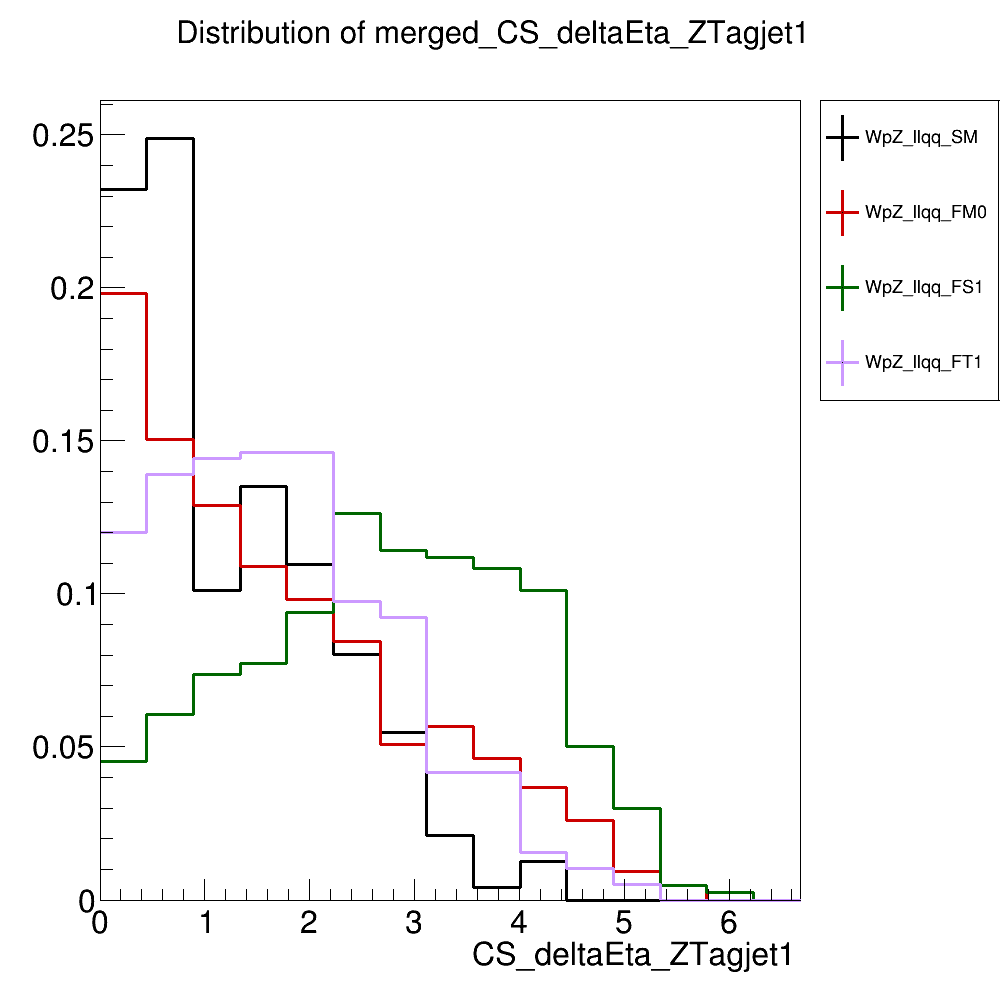 Distribution of merged_CS_deltaEta_ZTagjet1
0.25
0.2
0.15
0.1
0.05
0
0 1 2 3 4 5 6
CS_deltaEta_ZTagjet1
WpZ_llqq_SM
WpZ_llqq_FM0
WpZ_llqq_FS1
WpZ_llqq_FT1